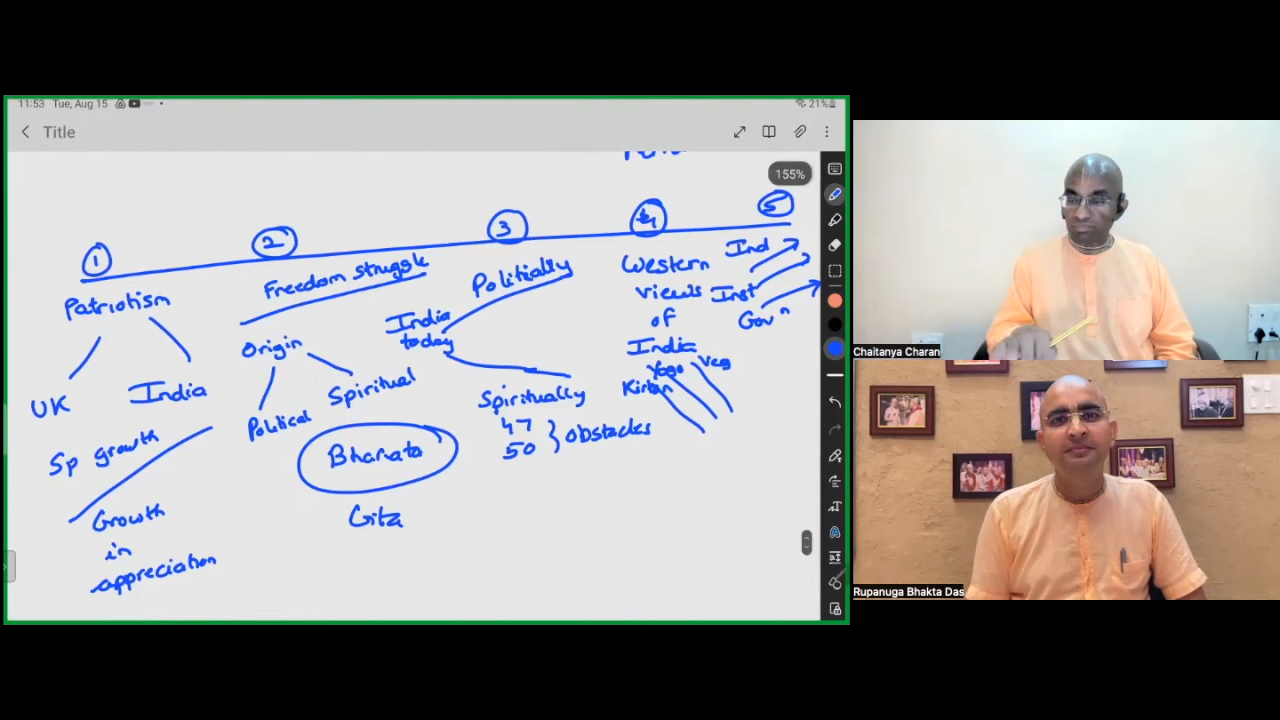 11:53 Tue, Aug 15
21%
Title
155%
1
2
3
4
5
Patriotism
UK
India
Sp growth
Growth
in
appreciation
Freedom struggle
Origin
Political
Spiritual
Bharata
Gita
Politically
India
today
Spiritually
47
50
obstacles
Western
views
of
India
Yoga
Veg
Kirtan
Ind
Inst
Govn
Chaitanya Charan
Rupanuga Bhakta Das